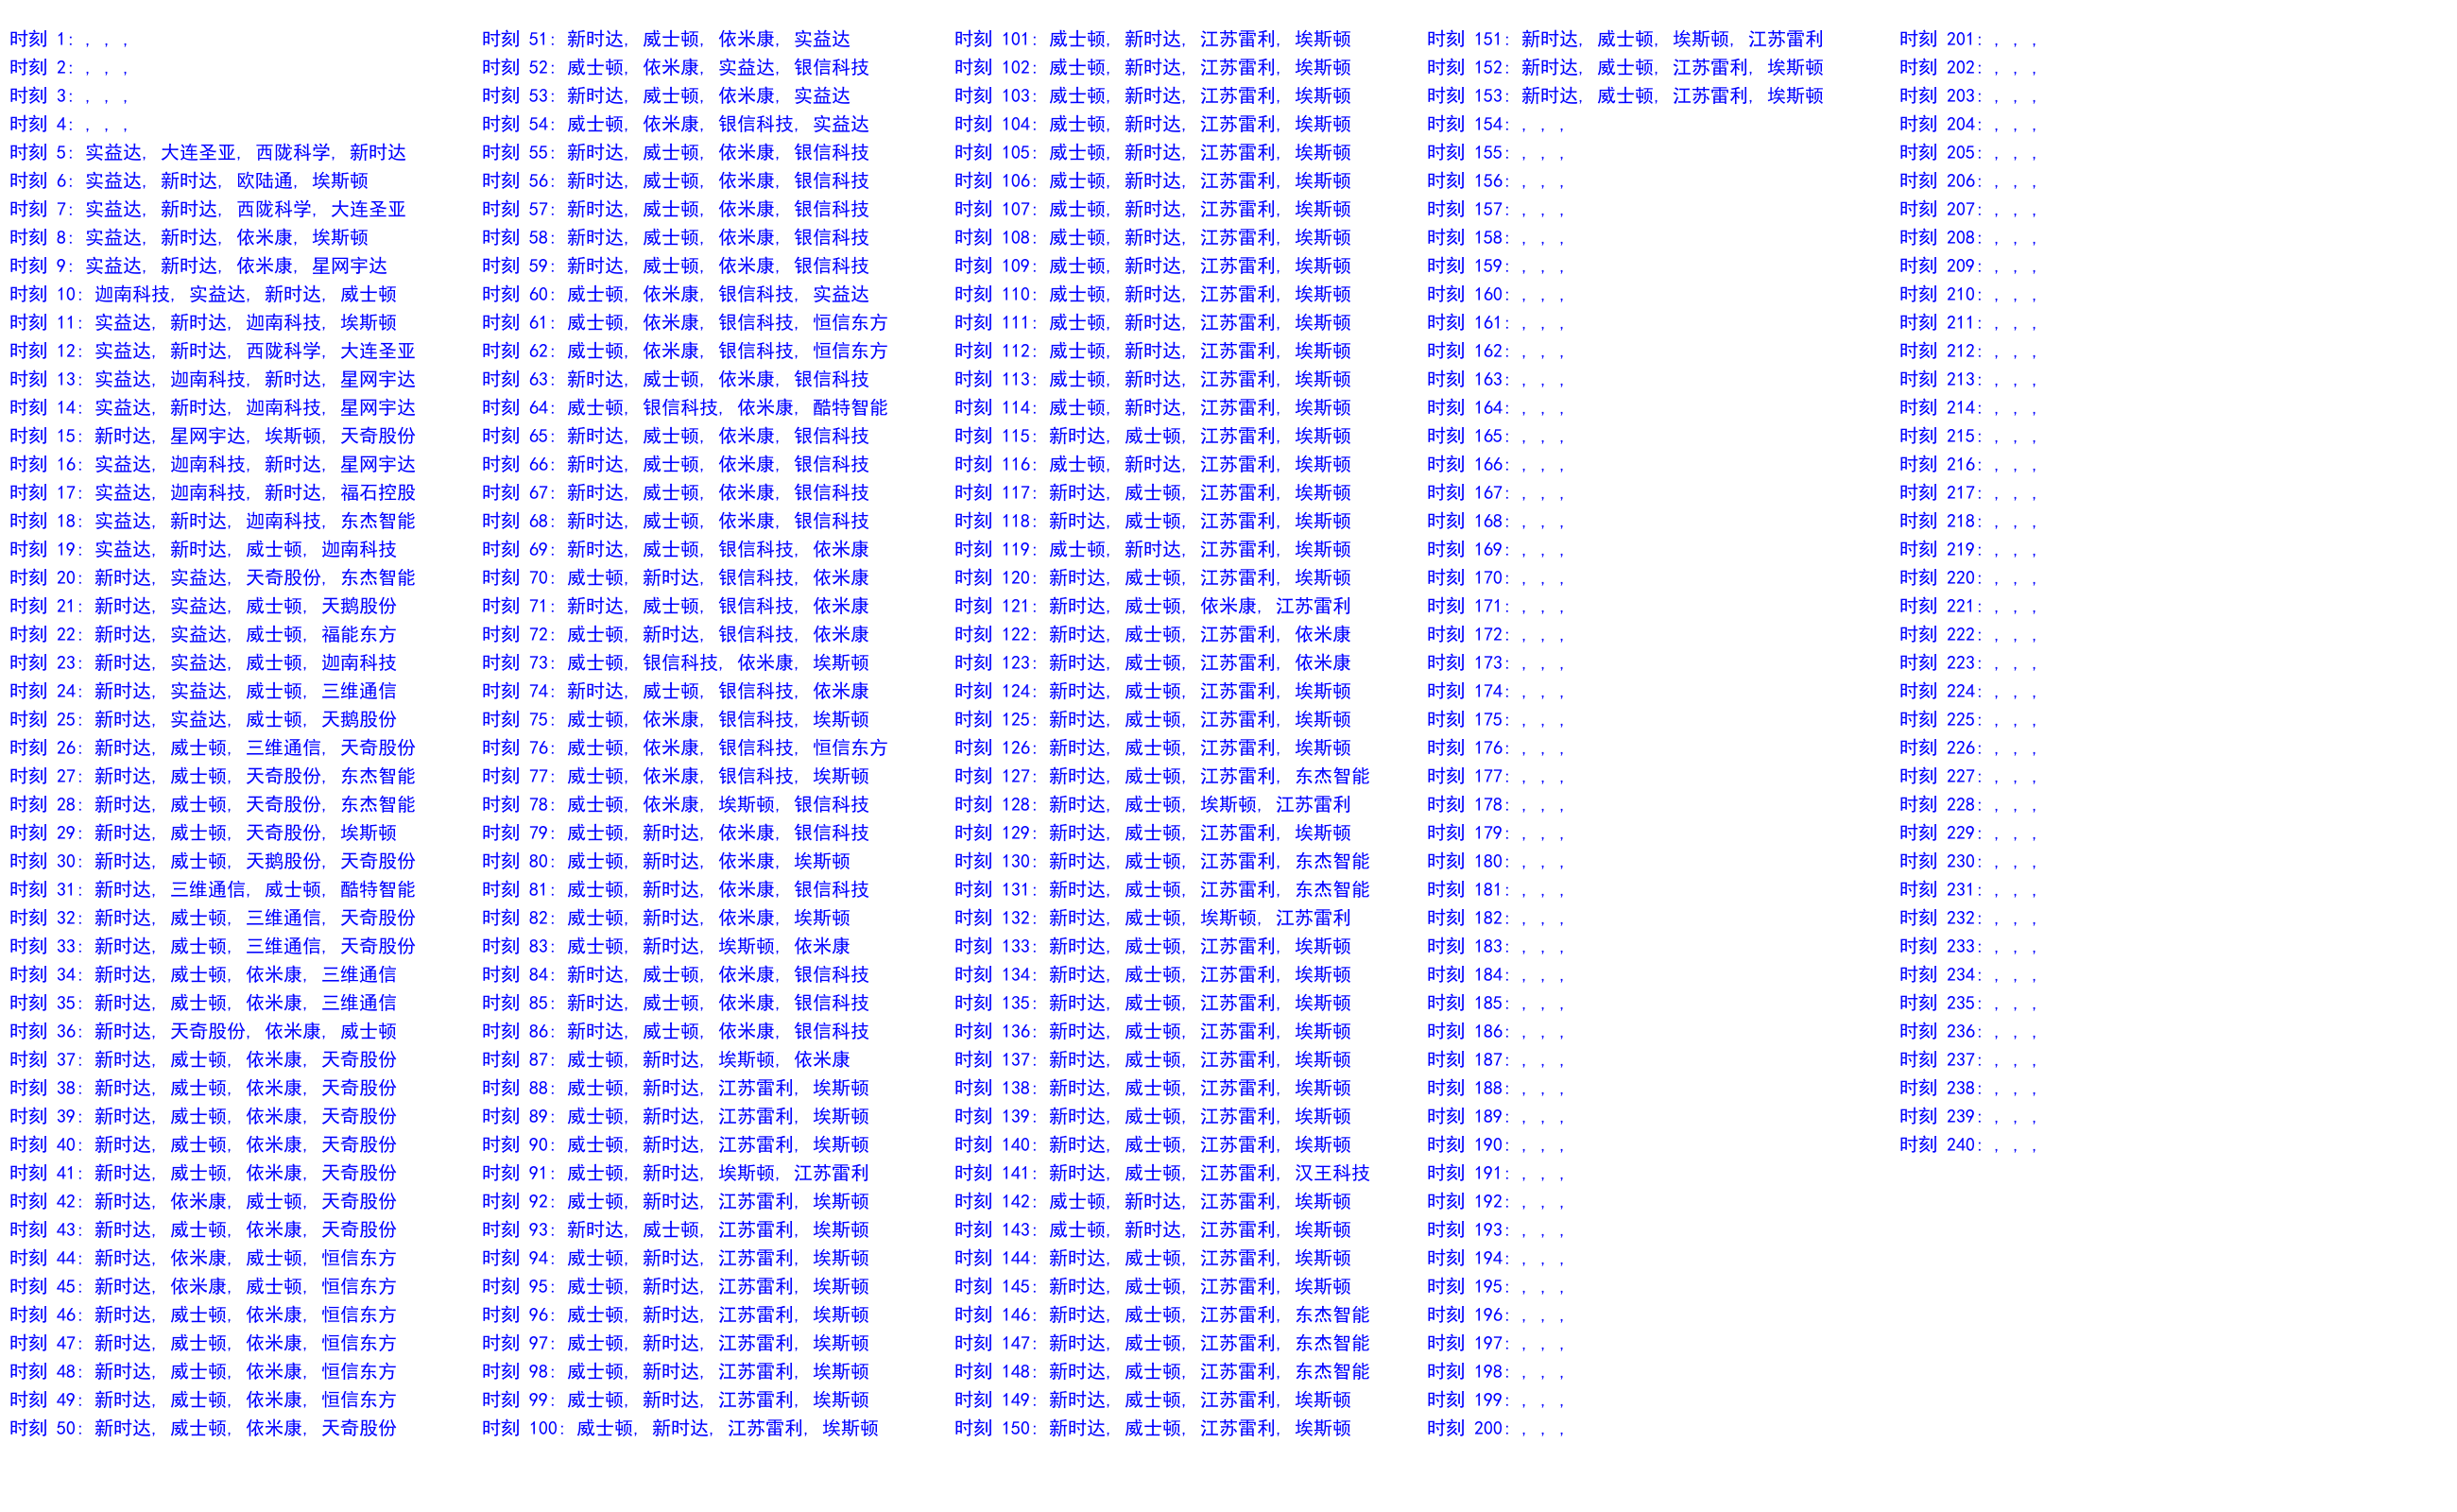 时刻 1: , , ,
时刻 2: , , ,
时刻 3: , , ,
时刻 4: , , ,
时刻 5: 实益达, 大连圣亚, 西陇科学, 新时达
时刻 6: 实益达, 新时达, 欧陆通, 埃斯顿
时刻 7: 实益达, 新时达, 西陇科学, 大连圣亚
时刻 8: 实益达, 新时达, 依米康, 埃斯顿
时刻 9: 实益达, 新时达, 依米康, 星网宇达
时刻 10: 迦南科技, 实益达, 新时达, 威士顿
时刻 11: 实益达, 新时达, 迦南科技, 埃斯顿
时刻 12: 实益达, 新时达, 西陇科学, 大连圣亚
时刻 13: 实益达, 迦南科技, 新时达, 星网宇达
时刻 14: 实益达, 新时达, 迦南科技, 星网宇达
时刻 15: 新时达, 星网宇达, 埃斯顿, 天奇股份
时刻 16: 实益达, 迦南科技, 新时达, 星网宇达
时刻 17: 实益达, 迦南科技, 新时达, 福石控股
时刻 18: 实益达, 新时达, 迦南科技, 东杰智能
时刻 19: 实益达, 新时达, 威士顿, 迦南科技
时刻 20: 新时达, 实益达, 天奇股份, 东杰智能
时刻 21: 新时达, 实益达, 威士顿, 天鹅股份
时刻 22: 新时达, 实益达, 威士顿, 福能东方
时刻 23: 新时达, 实益达, 威士顿, 迦南科技
时刻 24: 新时达, 实益达, 威士顿, 三维通信
时刻 25: 新时达, 实益达, 威士顿, 天鹅股份
时刻 26: 新时达, 威士顿, 三维通信, 天奇股份
时刻 27: 新时达, 威士顿, 天奇股份, 东杰智能
时刻 28: 新时达, 威士顿, 天奇股份, 东杰智能
时刻 29: 新时达, 威士顿, 天奇股份, 埃斯顿
时刻 30: 新时达, 威士顿, 天鹅股份, 天奇股份
时刻 31: 新时达, 三维通信, 威士顿, 酷特智能
时刻 32: 新时达, 威士顿, 三维通信, 天奇股份
时刻 33: 新时达, 威士顿, 三维通信, 天奇股份
时刻 34: 新时达, 威士顿, 依米康, 三维通信
时刻 35: 新时达, 威士顿, 依米康, 三维通信
时刻 36: 新时达, 天奇股份, 依米康, 威士顿
时刻 37: 新时达, 威士顿, 依米康, 天奇股份
时刻 38: 新时达, 威士顿, 依米康, 天奇股份
时刻 39: 新时达, 威士顿, 依米康, 天奇股份
时刻 40: 新时达, 威士顿, 依米康, 天奇股份
时刻 41: 新时达, 威士顿, 依米康, 天奇股份
时刻 42: 新时达, 依米康, 威士顿, 天奇股份
时刻 43: 新时达, 威士顿, 依米康, 天奇股份
时刻 44: 新时达, 依米康, 威士顿, 恒信东方
时刻 45: 新时达, 依米康, 威士顿, 恒信东方
时刻 46: 新时达, 威士顿, 依米康, 恒信东方
时刻 47: 新时达, 威士顿, 依米康, 恒信东方
时刻 48: 新时达, 威士顿, 依米康, 恒信东方
时刻 49: 新时达, 威士顿, 依米康, 恒信东方
时刻 50: 新时达, 威士顿, 依米康, 天奇股份
时刻 51: 新时达, 威士顿, 依米康, 实益达
时刻 52: 威士顿, 依米康, 实益达, 银信科技
时刻 53: 新时达, 威士顿, 依米康, 实益达
时刻 54: 威士顿, 依米康, 银信科技, 实益达
时刻 55: 新时达, 威士顿, 依米康, 银信科技
时刻 56: 新时达, 威士顿, 依米康, 银信科技
时刻 57: 新时达, 威士顿, 依米康, 银信科技
时刻 58: 新时达, 威士顿, 依米康, 银信科技
时刻 59: 新时达, 威士顿, 依米康, 银信科技
时刻 60: 威士顿, 依米康, 银信科技, 实益达
时刻 61: 威士顿, 依米康, 银信科技, 恒信东方
时刻 62: 威士顿, 依米康, 银信科技, 恒信东方
时刻 63: 新时达, 威士顿, 依米康, 银信科技
时刻 64: 威士顿, 银信科技, 依米康, 酷特智能
时刻 65: 新时达, 威士顿, 依米康, 银信科技
时刻 66: 新时达, 威士顿, 依米康, 银信科技
时刻 67: 新时达, 威士顿, 依米康, 银信科技
时刻 68: 新时达, 威士顿, 依米康, 银信科技
时刻 69: 新时达, 威士顿, 银信科技, 依米康
时刻 70: 威士顿, 新时达, 银信科技, 依米康
时刻 71: 新时达, 威士顿, 银信科技, 依米康
时刻 72: 威士顿, 新时达, 银信科技, 依米康
时刻 73: 威士顿, 银信科技, 依米康, 埃斯顿
时刻 74: 新时达, 威士顿, 银信科技, 依米康
时刻 75: 威士顿, 依米康, 银信科技, 埃斯顿
时刻 76: 威士顿, 依米康, 银信科技, 恒信东方
时刻 77: 威士顿, 依米康, 银信科技, 埃斯顿
时刻 78: 威士顿, 依米康, 埃斯顿, 银信科技
时刻 79: 威士顿, 新时达, 依米康, 银信科技
时刻 80: 威士顿, 新时达, 依米康, 埃斯顿
时刻 81: 威士顿, 新时达, 依米康, 银信科技
时刻 82: 威士顿, 新时达, 依米康, 埃斯顿
时刻 83: 威士顿, 新时达, 埃斯顿, 依米康
时刻 84: 新时达, 威士顿, 依米康, 银信科技
时刻 85: 新时达, 威士顿, 依米康, 银信科技
时刻 86: 新时达, 威士顿, 依米康, 银信科技
时刻 87: 威士顿, 新时达, 埃斯顿, 依米康
时刻 88: 威士顿, 新时达, 江苏雷利, 埃斯顿
时刻 89: 威士顿, 新时达, 江苏雷利, 埃斯顿
时刻 90: 威士顿, 新时达, 江苏雷利, 埃斯顿
时刻 91: 威士顿, 新时达, 埃斯顿, 江苏雷利
时刻 92: 威士顿, 新时达, 江苏雷利, 埃斯顿
时刻 93: 新时达, 威士顿, 江苏雷利, 埃斯顿
时刻 94: 威士顿, 新时达, 江苏雷利, 埃斯顿
时刻 95: 威士顿, 新时达, 江苏雷利, 埃斯顿
时刻 96: 威士顿, 新时达, 江苏雷利, 埃斯顿
时刻 97: 威士顿, 新时达, 江苏雷利, 埃斯顿
时刻 98: 威士顿, 新时达, 江苏雷利, 埃斯顿
时刻 99: 威士顿, 新时达, 江苏雷利, 埃斯顿
时刻 100: 威士顿, 新时达, 江苏雷利, 埃斯顿
时刻 101: 威士顿, 新时达, 江苏雷利, 埃斯顿
时刻 102: 威士顿, 新时达, 江苏雷利, 埃斯顿
时刻 103: 威士顿, 新时达, 江苏雷利, 埃斯顿
时刻 104: 威士顿, 新时达, 江苏雷利, 埃斯顿
时刻 105: 威士顿, 新时达, 江苏雷利, 埃斯顿
时刻 106: 威士顿, 新时达, 江苏雷利, 埃斯顿
时刻 107: 威士顿, 新时达, 江苏雷利, 埃斯顿
时刻 108: 威士顿, 新时达, 江苏雷利, 埃斯顿
时刻 109: 威士顿, 新时达, 江苏雷利, 埃斯顿
时刻 110: 威士顿, 新时达, 江苏雷利, 埃斯顿
时刻 111: 威士顿, 新时达, 江苏雷利, 埃斯顿
时刻 112: 威士顿, 新时达, 江苏雷利, 埃斯顿
时刻 113: 威士顿, 新时达, 江苏雷利, 埃斯顿
时刻 114: 威士顿, 新时达, 江苏雷利, 埃斯顿
时刻 115: 新时达, 威士顿, 江苏雷利, 埃斯顿
时刻 116: 威士顿, 新时达, 江苏雷利, 埃斯顿
时刻 117: 新时达, 威士顿, 江苏雷利, 埃斯顿
时刻 118: 新时达, 威士顿, 江苏雷利, 埃斯顿
时刻 119: 威士顿, 新时达, 江苏雷利, 埃斯顿
时刻 120: 新时达, 威士顿, 江苏雷利, 埃斯顿
时刻 121: 新时达, 威士顿, 依米康, 江苏雷利
时刻 122: 新时达, 威士顿, 江苏雷利, 依米康
时刻 123: 新时达, 威士顿, 江苏雷利, 依米康
时刻 124: 新时达, 威士顿, 江苏雷利, 埃斯顿
时刻 125: 新时达, 威士顿, 江苏雷利, 埃斯顿
时刻 126: 新时达, 威士顿, 江苏雷利, 埃斯顿
时刻 127: 新时达, 威士顿, 江苏雷利, 东杰智能
时刻 128: 新时达, 威士顿, 埃斯顿, 江苏雷利
时刻 129: 新时达, 威士顿, 江苏雷利, 埃斯顿
时刻 130: 新时达, 威士顿, 江苏雷利, 东杰智能
时刻 131: 新时达, 威士顿, 江苏雷利, 东杰智能
时刻 132: 新时达, 威士顿, 埃斯顿, 江苏雷利
时刻 133: 新时达, 威士顿, 江苏雷利, 埃斯顿
时刻 134: 新时达, 威士顿, 江苏雷利, 埃斯顿
时刻 135: 新时达, 威士顿, 江苏雷利, 埃斯顿
时刻 136: 新时达, 威士顿, 江苏雷利, 埃斯顿
时刻 137: 新时达, 威士顿, 江苏雷利, 埃斯顿
时刻 138: 新时达, 威士顿, 江苏雷利, 埃斯顿
时刻 139: 新时达, 威士顿, 江苏雷利, 埃斯顿
时刻 140: 新时达, 威士顿, 江苏雷利, 埃斯顿
时刻 141: 新时达, 威士顿, 江苏雷利, 汉王科技
时刻 142: 威士顿, 新时达, 江苏雷利, 埃斯顿
时刻 143: 威士顿, 新时达, 江苏雷利, 埃斯顿
时刻 144: 新时达, 威士顿, 江苏雷利, 埃斯顿
时刻 145: 新时达, 威士顿, 江苏雷利, 埃斯顿
时刻 146: 新时达, 威士顿, 江苏雷利, 东杰智能
时刻 147: 新时达, 威士顿, 江苏雷利, 东杰智能
时刻 148: 新时达, 威士顿, 江苏雷利, 东杰智能
时刻 149: 新时达, 威士顿, 江苏雷利, 埃斯顿
时刻 150: 新时达, 威士顿, 江苏雷利, 埃斯顿
时刻 151: 新时达, 威士顿, 埃斯顿, 江苏雷利
时刻 152: 新时达, 威士顿, 江苏雷利, 埃斯顿
时刻 153: 新时达, 威士顿, 江苏雷利, 埃斯顿
时刻 154: , , ,
时刻 155: , , ,
时刻 156: , , ,
时刻 157: , , ,
时刻 158: , , ,
时刻 159: , , ,
时刻 160: , , ,
时刻 161: , , ,
时刻 162: , , ,
时刻 163: , , ,
时刻 164: , , ,
时刻 165: , , ,
时刻 166: , , ,
时刻 167: , , ,
时刻 168: , , ,
时刻 169: , , ,
时刻 170: , , ,
时刻 171: , , ,
时刻 172: , , ,
时刻 173: , , ,
时刻 174: , , ,
时刻 175: , , ,
时刻 176: , , ,
时刻 177: , , ,
时刻 178: , , ,
时刻 179: , , ,
时刻 180: , , ,
时刻 181: , , ,
时刻 182: , , ,
时刻 183: , , ,
时刻 184: , , ,
时刻 185: , , ,
时刻 186: , , ,
时刻 187: , , ,
时刻 188: , , ,
时刻 189: , , ,
时刻 190: , , ,
时刻 191: , , ,
时刻 192: , , ,
时刻 193: , , ,
时刻 194: , , ,
时刻 195: , , ,
时刻 196: , , ,
时刻 197: , , ,
时刻 198: , , ,
时刻 199: , , ,
时刻 200: , , ,
时刻 201: , , ,
时刻 202: , , ,
时刻 203: , , ,
时刻 204: , , ,
时刻 205: , , ,
时刻 206: , , ,
时刻 207: , , ,
时刻 208: , , ,
时刻 209: , , ,
时刻 210: , , ,
时刻 211: , , ,
时刻 212: , , ,
时刻 213: , , ,
时刻 214: , , ,
时刻 215: , , ,
时刻 216: , , ,
时刻 217: , , ,
时刻 218: , , ,
时刻 219: , , ,
时刻 220: , , ,
时刻 221: , , ,
时刻 222: , , ,
时刻 223: , , ,
时刻 224: , , ,
时刻 225: , , ,
时刻 226: , , ,
时刻 227: , , ,
时刻 228: , , ,
时刻 229: , , ,
时刻 230: , , ,
时刻 231: , , ,
时刻 232: , , ,
时刻 233: , , ,
时刻 234: , , ,
时刻 235: , , ,
时刻 236: , , ,
时刻 237: , , ,
时刻 238: , , ,
时刻 239: , , ,
时刻 240: , , ,